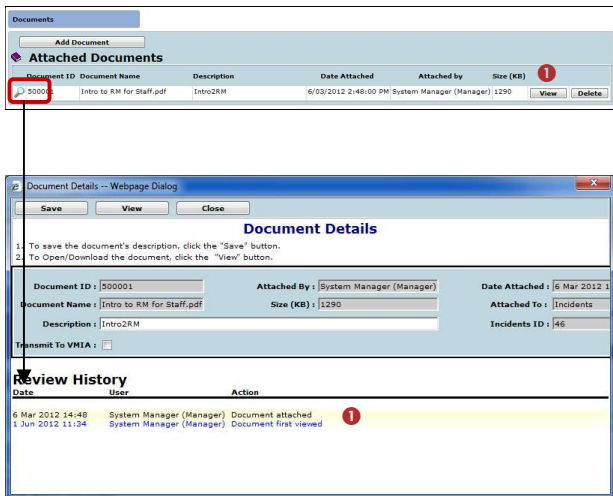 Documents
Add Document
Attached Documents
Document ID Document Name Description Date Attached Attached by Size (KB) 1
500001 Intro to RM for Staff.pdf Intro2RM 6/03/2012 2:48:00 PM System Manager (Manager) 1290 View Delete
Document Details -- Webpage Dialog
Save View Close
Document Details
1. To save the document's description, click the "Save" button.
2. To Open/Download the document, click the "View" button.
Document ID : 500001 Attached By : System Manager (Manager) Date Attached : 6 Mar 2012 1
Document Name : Intro to RM for Staff.pdf Size (KB) : 1290 Attached To : Incidents
Description : Intro2RM Incidents ID : 46
Transmit To VMIA :
Review History
Date User Action
6 Mar 2012 14:48 System Manager (Manager) Document attached 1
1 Jun 2012 11:34 System Manager (Manager) Document first viewed